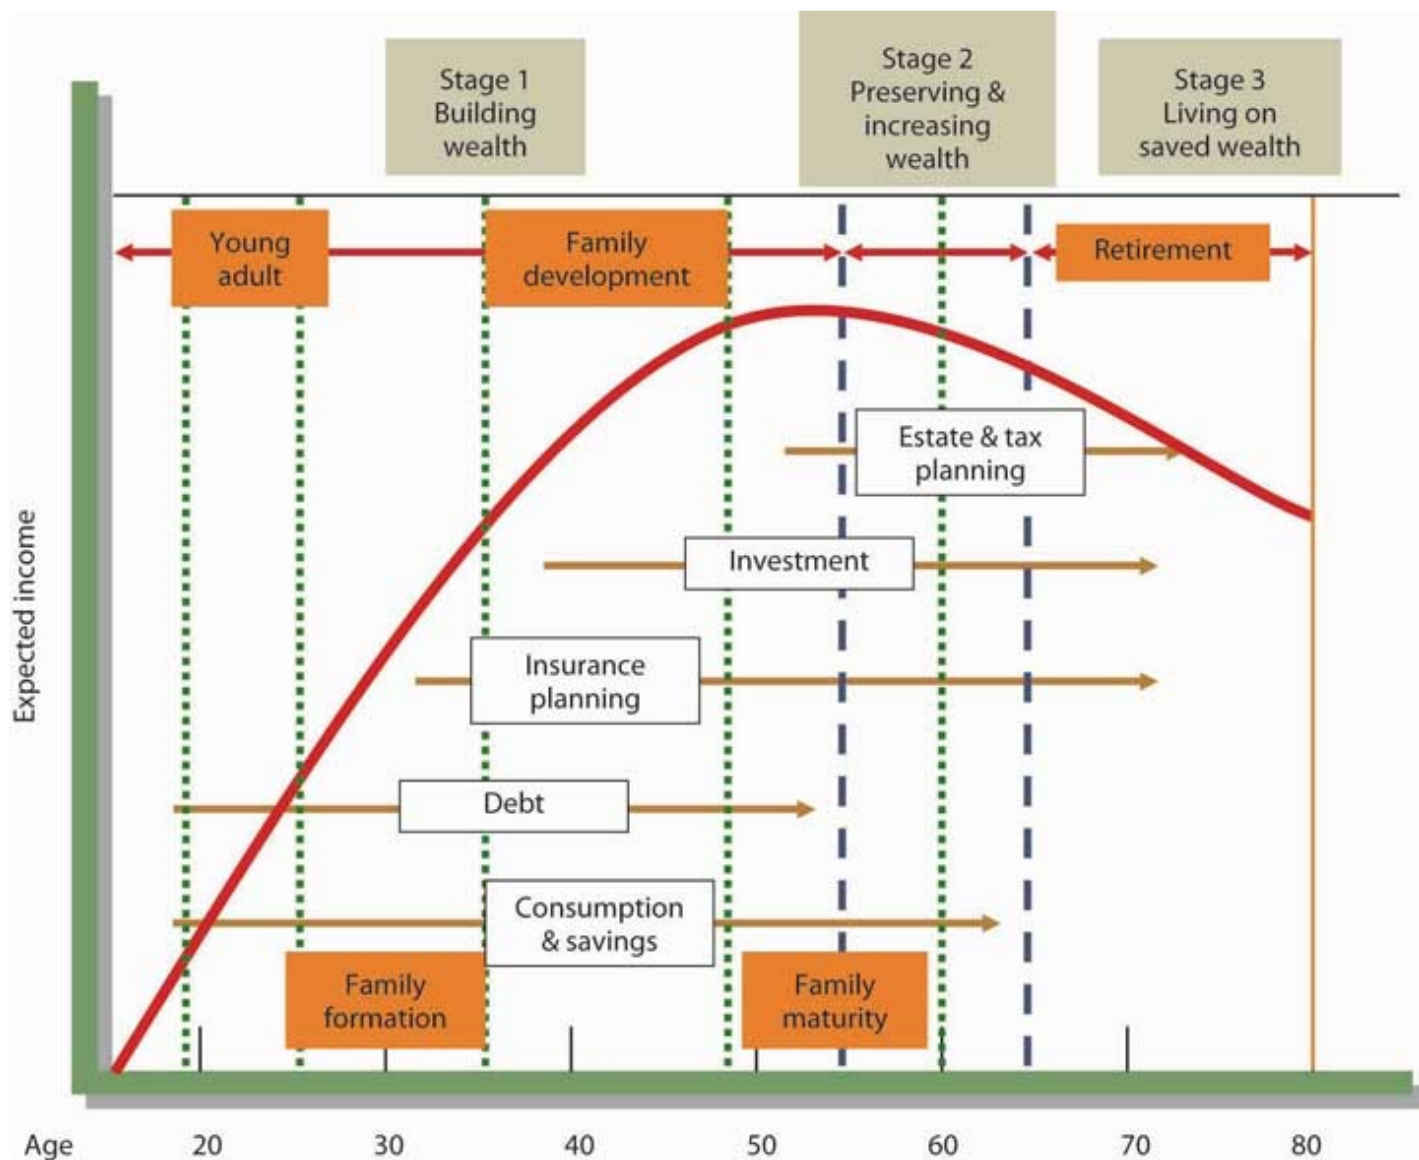 Stage 1
Building
wealth
Stage 2
Preserving &
increasing
wealth
Stage 3
Living on
saved wealth
Young
adult
Family
development
Retirement
Estate & tax
planning
Investment
Insurance
planning
Debt
Consumption
& savings
Family
formation
Family
maturity
Expected income
Age 20 30 40 50 60 70 80